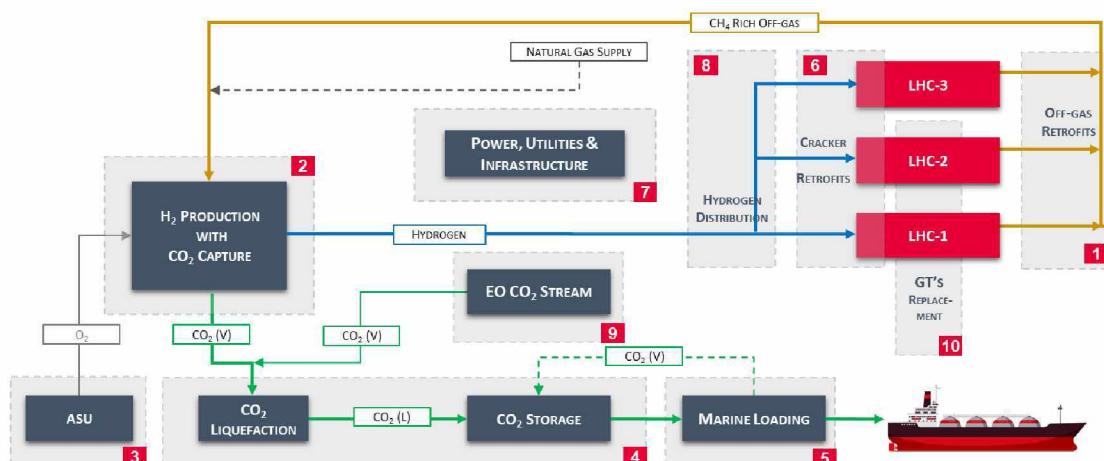 CH₄ RICH OFF-GAS
NATURAL GAS SUPPLY
8
6
LHC-3
OFF-GAS
RETROFITS
POWER, UTILITIES &
INFRASTRUCTURE
7
2
CRACKER
RETROFITS
LHC-2
H₂ PRODUCTION
WITH
CO₂ CAPTURE
HYDROGEN
HYDROGEN
DISTRIBUTION
LHC-1
1
EO CO₂ STREAM
9
GT'S
REPLACE-
MENT
10
O₂
CO₂ (V)
CO₂ (V)
CO₂ (V)
ASU
3
CO₂
LIQUEFACTION
CO₂ (L)
CO₂ STORAGE
4
MARINE LOADING
5